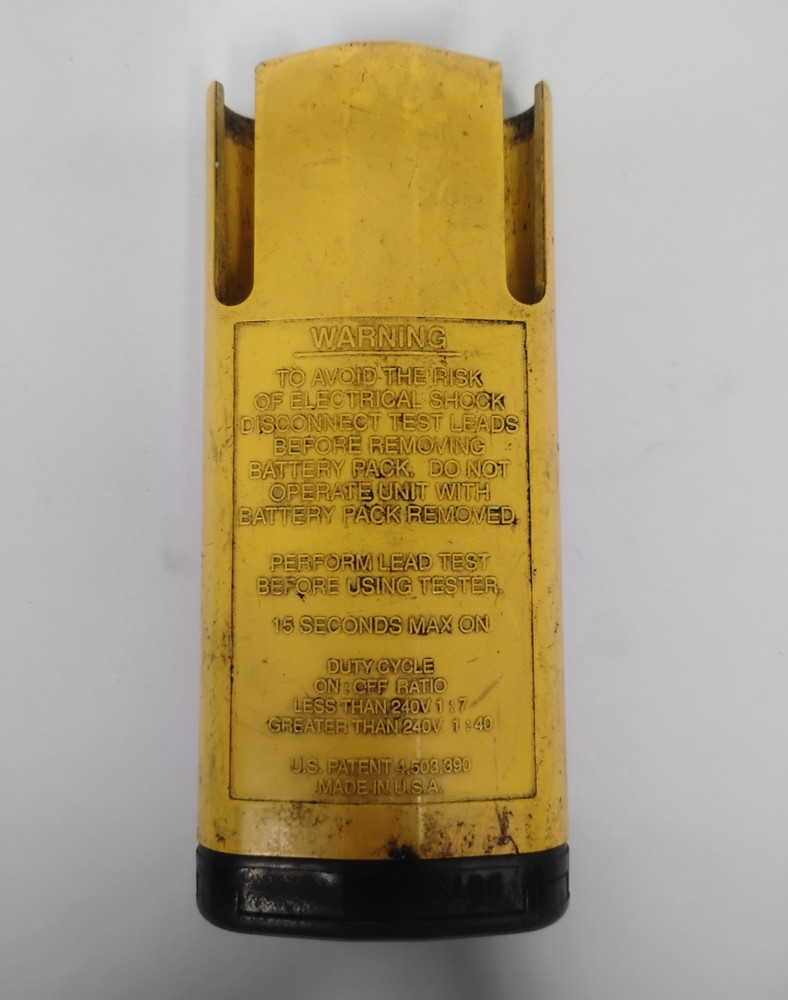 WARNING
TO AVOID THE RISK
OF ELECTRICAL SHOCK
DISCONNECT TEST LEADS
BEFORE REMOVING
BATTERY PACK. DO NOT
OPERATE UNIT WITH
BATTERY PACK REMOVED.
PERFORM LEAD TEST
BEFORE USING TESTER.
15 SECONDS MAX ON
DUTY CYCLE
ON : OFF RATIO
LESS THAN 240V 1 : 7
GREATER THAN 240V 1 : 40
U.S. PATENT 4,503,390
MADE IN U.S.A.